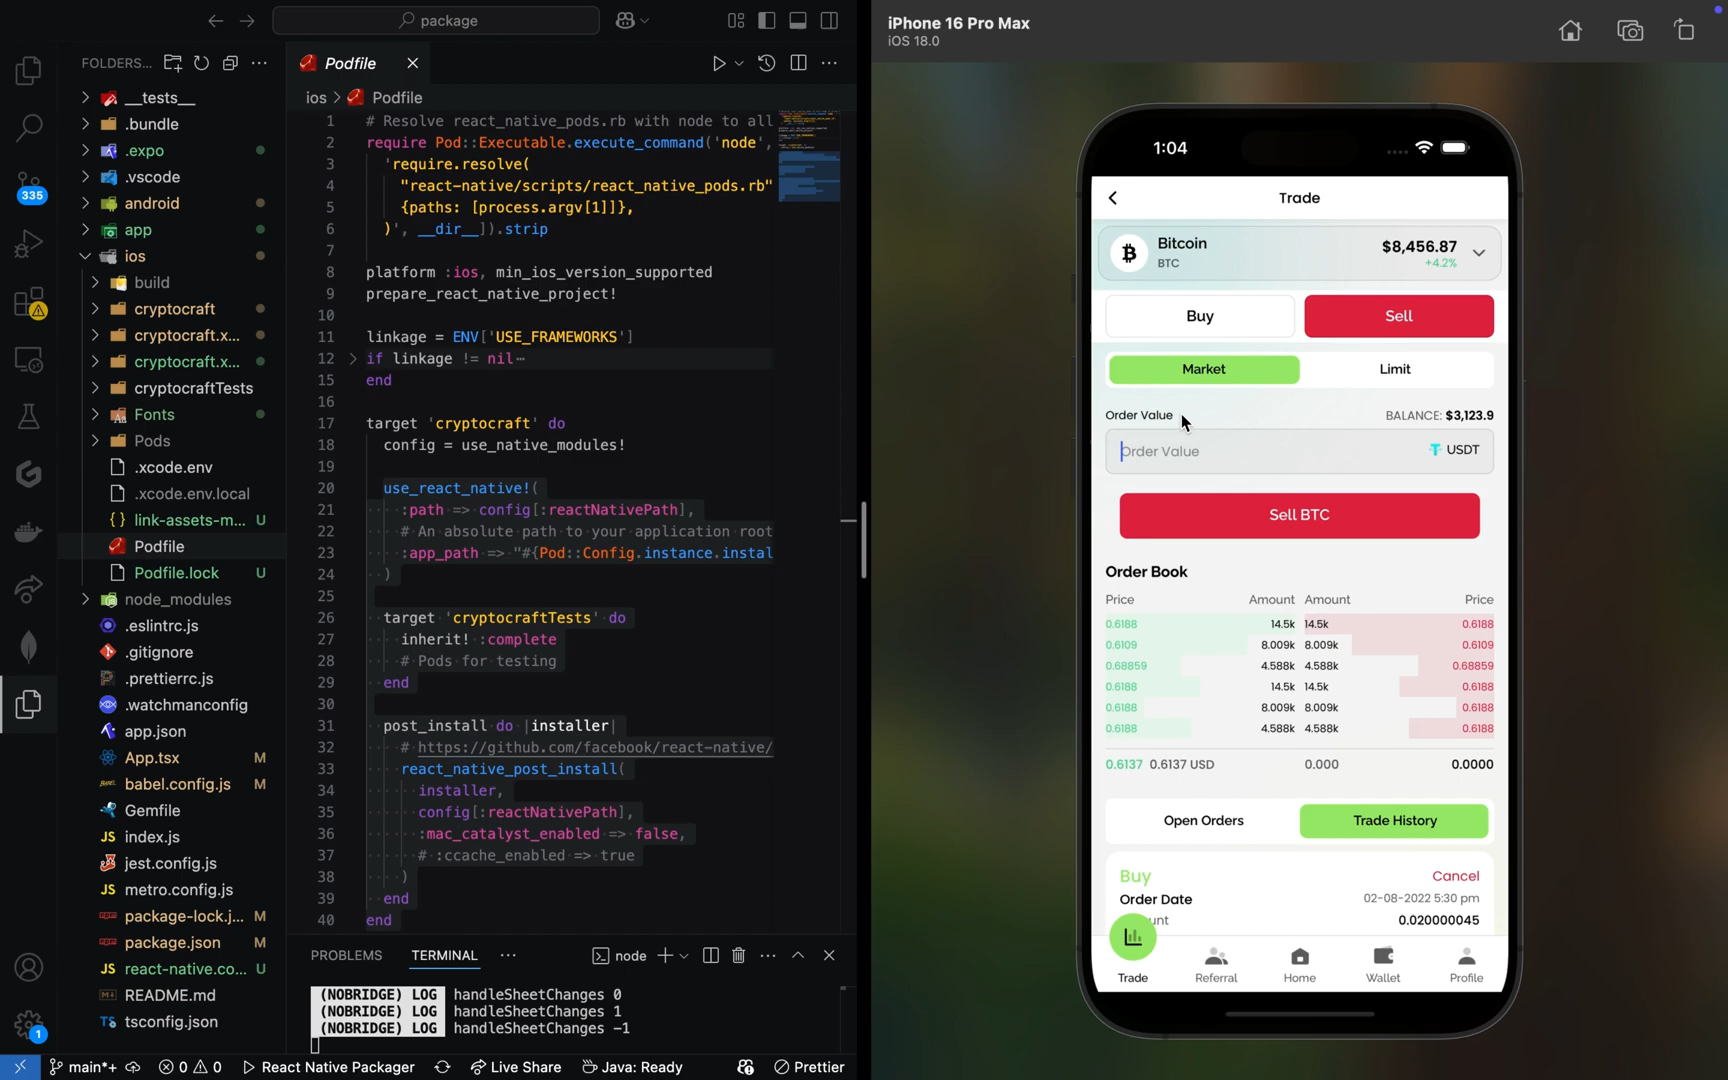 package
FOLDERS...
__tests__
.bundle
.expo
.vscode
335
android
app
ios
build
cryptocraft
cryptocraft.x...
cryptocraft.x...
cryptocraftTests
Fonts
Pods
.xcode.env
.xcode.env.local
link-assets-m... U
Podfile
Podfile.lock U
node_modules
.eslintrc.js
.gitignore
.prettierrc.js
.watchmanconfig
app.json
App.tsx M
babel.config.js M
Gemfile
JS index.js
jest.config.js
JS metro.config.js
package-lock.j... M
package.json M
JS react-native.co... U
README.md
TS tsconfig.json
1
Podfile
ios > Podfile
1 # Resolve react_native_pods.rb with node to all
2 require Pod::Executable.execute_command('node',
3 'require.resolve(
4 "react-native/scripts/react_native_pods.rb"
5 {paths: [process.argv[1]]},
6 )', __dir__]).strip
7
8 platform :ios, min_ios_version_supported
9 prepare_react_native_project!
10
11 linkage = ENV['USE_FRAMEWORKS']
12 if linkage != nil⋯
15 end
16
17 target 'cryptocraft' do
18 config = use_native_modules!
19
20 use_react_native!(
21 :path => config[:reactNativePath],
22 # An absolute path to your application root
23 :app_path => "#{Pod::Config.instance.instal
24 )
25
26 target 'cryptocraftTests' do
27 inherit! :complete
28 # Pods for testing
29 end
30
31 post_install do |installer|
32 # https://github.com/facebook/react-native/
33 react_native_post_install(
34 installer,
35 config[:reactNativePath],
36 :mac_catalyst_enabled => false,
37 # :ccache_enabled => true
38 )
39 end
40 end
PROBLEMS TERMINAL ... node
(NOBRIDGE) LOG handleSheetChanges 0
(NOBRIDGE) LOG handleSheetChanges 1
(NOBRIDGE) LOG handleSheetChanges -1
main*+ 0 0 React Native Packager Live Share Java: Ready Prettier
iPhone 16 Pro Max
iOS 18.0
1:04
Trade
Bitcoin
BTC
$8,456.87
+4.2%
Buy Sell
Market Limit
Order Value BALANCE: $3,123.9
Order Value USDT
Sell BTC
Order Book
Price Amount Amount Price
0.6188 14.5k 14.5k 0.6188
0.6109 8.009k 8.009k 0.6109
0.68859 4.588k 4.588k 0.68859
0.6188 14.5k 14.5k 0.6188
0.6188 8.009k 8.009k 0.6188
0.6188 4.588k 4.588k 0.6188
0.6137 0.6137 USD 0.000 0.0000
Open Orders Trade History
Buy Cancel
Order Date 02-08-2022 5:30 pm
0.020000045
Trade Referral Home Wallet Profile